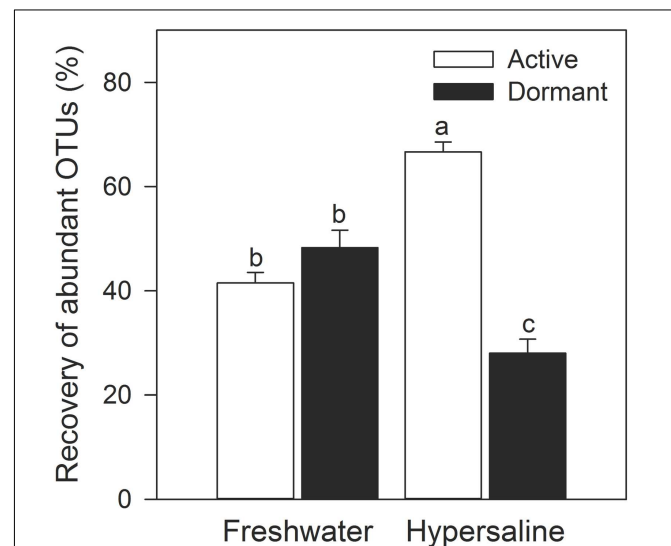 Recovery of abundant OTUs (%)
80
60
40
20
0
Active
Dormant
b
b
a
c
Freshwater
Hypersaline